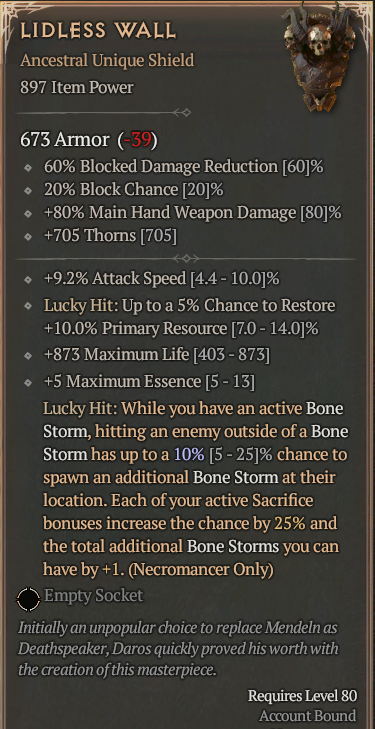 LIDLESS WALL
Ancestral Unique Shield
897 Item Power
673 Armor (-39)
60% Blocked Damage Reduction [60]%
20% Block Chance [20]%
+80% Main Hand Weapon Damage [80]%
+705 Thorns [705]
+9.2% Attack Speed [4.4 - 10.0]%
Lucky Hit: Up to a 5% Chance to Restore
+10.0% Primary Resource [7.0 - 14.0]%
+873 Maximum Life [403 - 873]
+5 Maximum Essence [5 - 13]
Lucky Hit: While you have an active Bone
Storm, hitting an enemy outside of a Bone
Storm has up to a 10% [5 - 25]% chance to
spawn an additional Bone Storm at their
location. Each of your active Sacrifice
bonuses increase the chance by 25% and
the total additional Bone Storms you can
have by +1. (Necromancer Only)
Empty Socket
Initially an unpopular choice to replace Mendeln as
Deathspeaker, Daros quickly proved his worth with
the creation of this masterpiece.
Requires Level 80
Account Bound